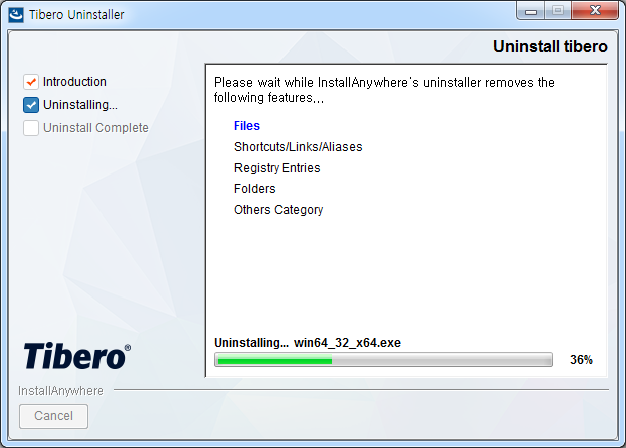 Tibero Uninstaller
Uninstall tibero
Introduction
Uninstalling...
Uninstall Complete
Please wait while InstallAnywhere's uninstaller removes the
following features...
Files
Shortcuts/Links/Aliases
Registry Entries
Folders
Others Category
Uninstalling... win64_32_x64.exe
36%
Tibero®
InstallAnywhere
Cancel